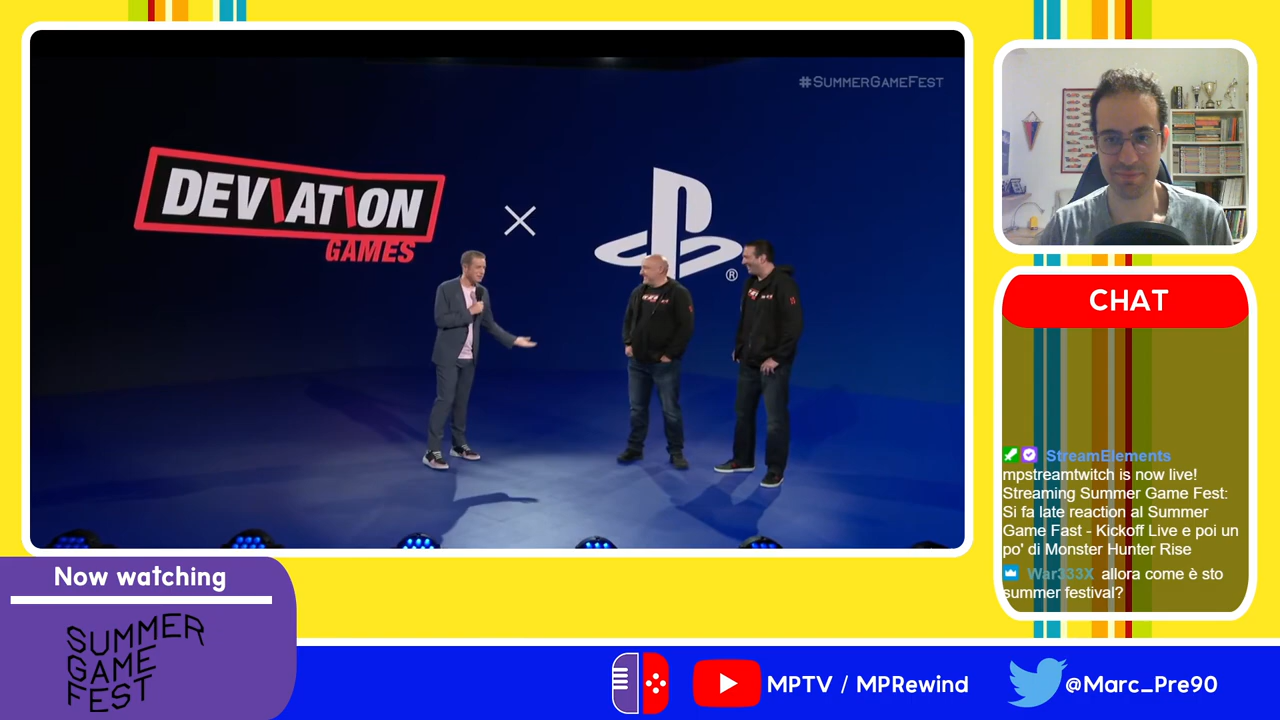 #SUMMERGAMEFEST
DEVIATION
GAMES
®
CHAT
StreamElements
mpstreamtwitch is now live!
Streaming Summer Game Fest:
Si fa late reaction al Summer
Game Fast - Kickoff Live e poi un
po' di Monster Hunter Rise
War333X allora come è sto
summer festival?
Now watching
SUMMER
GAME
FEST
MPTV / MPRewind
@Marc_Pre90